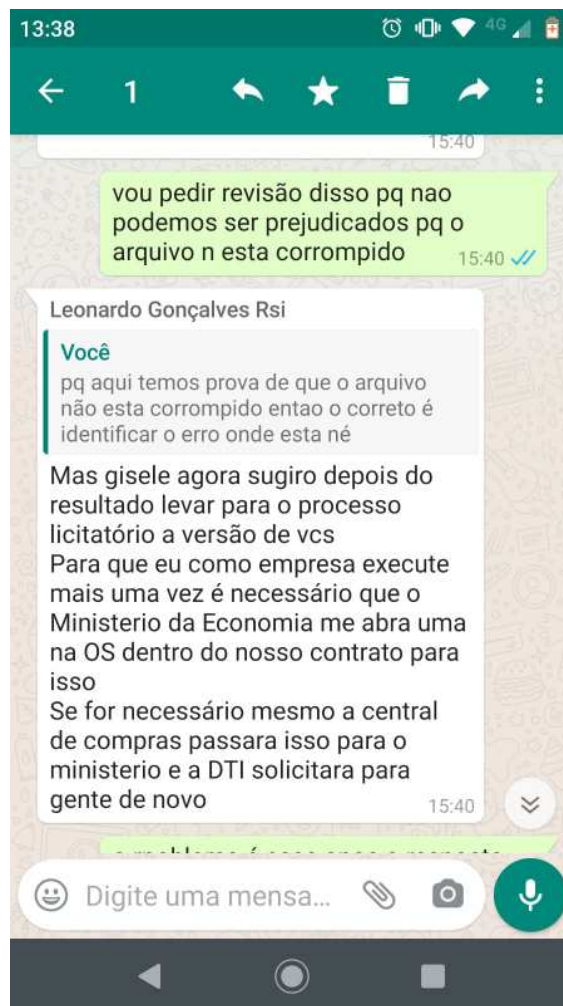 13:38
4G
1
15:40
vou pedir revisão disso pq nao
podemos ser prejudicados pq o
arquivo n esta corrompido
15:40
Leonardo Gonçalves Rsi
Você
pq aqui temos prova de que o arquivo
não esta corrompido entao o correto é
identificar o erro onde esta né
Mas gisele agora sugiro depois do
resultado levar para o processo
licitatório a versão de vcs
Para que eu como empresa execute
mais uma vez é necessário que o
Ministerio da Economia me abra uma
na OS dentro do nosso contrato para
isso
Se for necessário mesmo a central
de compras passara isso para o
ministerio e a DTI solicitara para
gente de novo
15:40
Digite uma mensa...